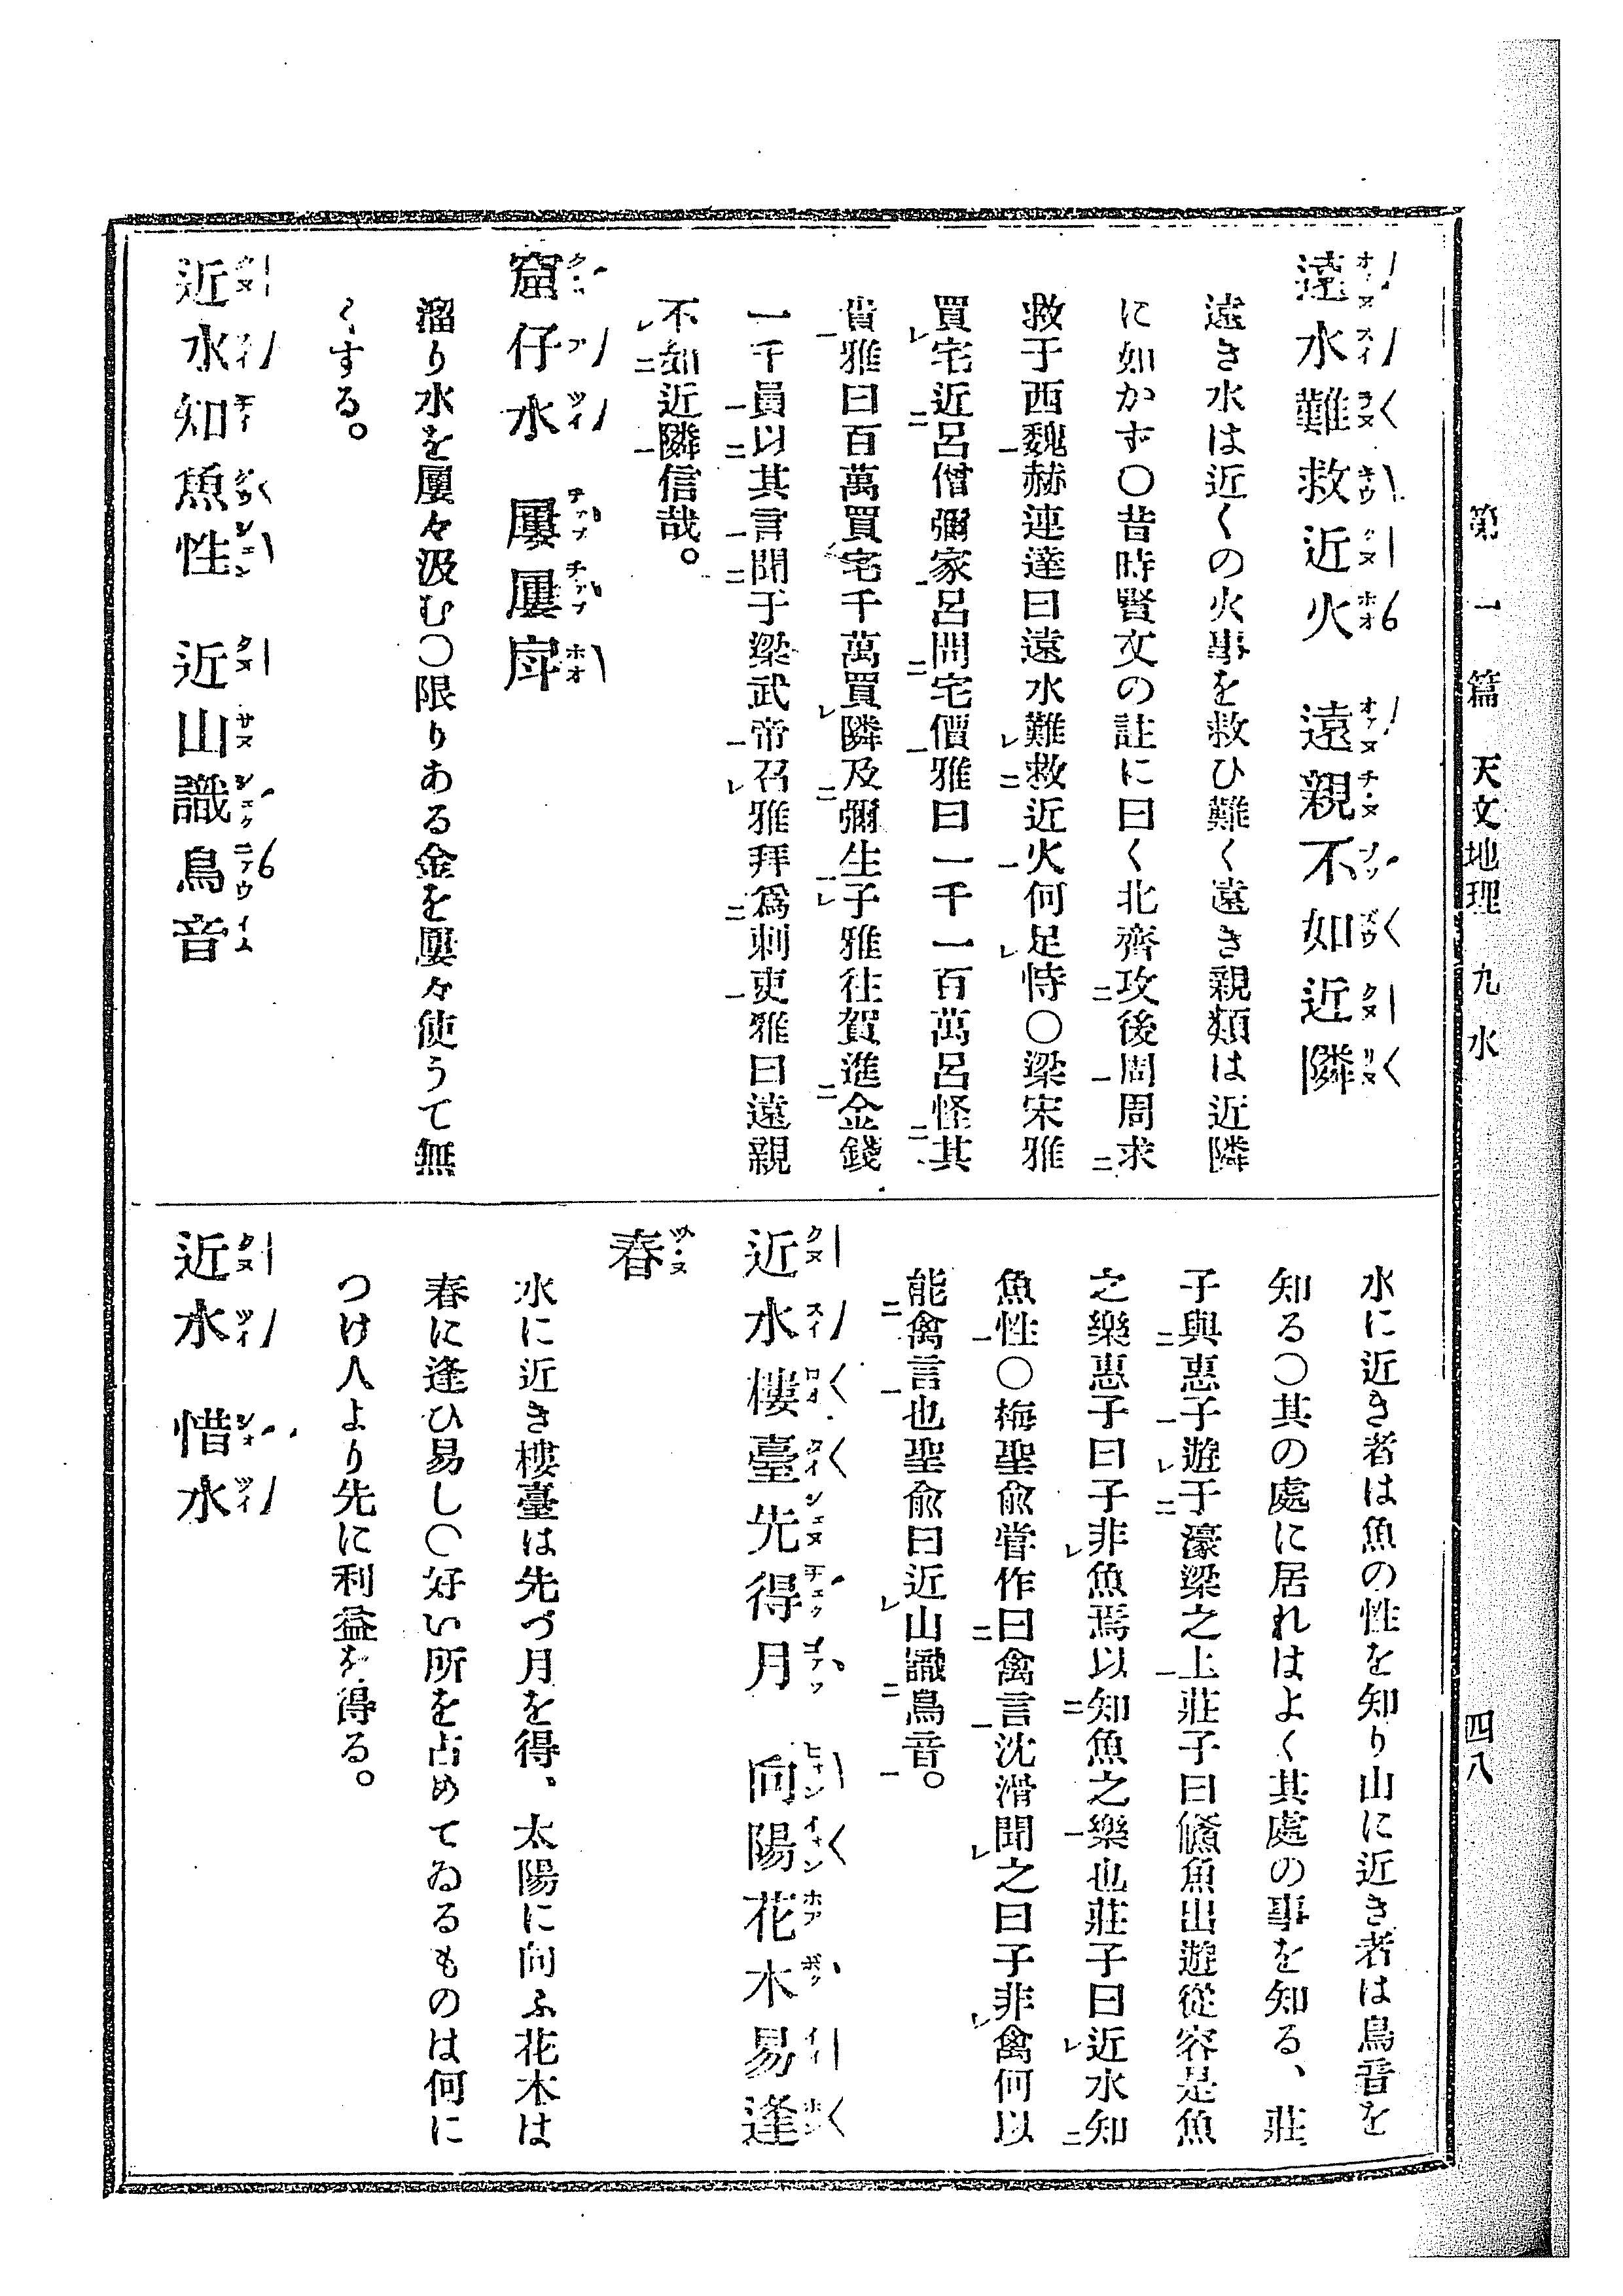 第一篇 天文地理 九水 四八
遠水難救近火 遠親不如近隣
遠き水は近くの火事を救ひ難く遠き親類は近隣
に如かず〇昔時賢文の註に曰く北齊攻後周周求
救于西魏赫連達曰遠水難救近火何足恃〇梁宋雅
買宅近呂僧彌家呂問宅價雅曰一千一百萬呂怪其
貴雅曰百萬買宅千萬買隣及彌生子雅往賀進金錢
一千員以其言聞于梁武帝召雅拜爲刺吏雅曰遠親
不如近隣信哉。
窟仔水 屢屢戽
溜り水を屢々汲む〇限りある金を屢々使うて無
くする。
近水知魚性 近山識鳥音
水に近き者は魚の性を知り山に近き者は鳥音を
知る〇其の處に居れはよく其處の事を知る、莊
子與惠子遊于濠梁之上莊子曰鯈魚出遊從容是魚
之樂惠子曰子非魚焉以知魚之樂也莊子曰近水知
魚性〇梅聖兪甞作曰禽言沈滑聞之曰子非禽何以
能禽言也聖兪曰近山識鳥音。
近水樓臺先得月 向陽花木易逢
春
水に近き樓臺は先づ月を得、太陽に向ふ花木は
春に逢ひ易し〇好い所を占めてゐるものは何に
つけ人より先に利益を得る。
近水 惜水